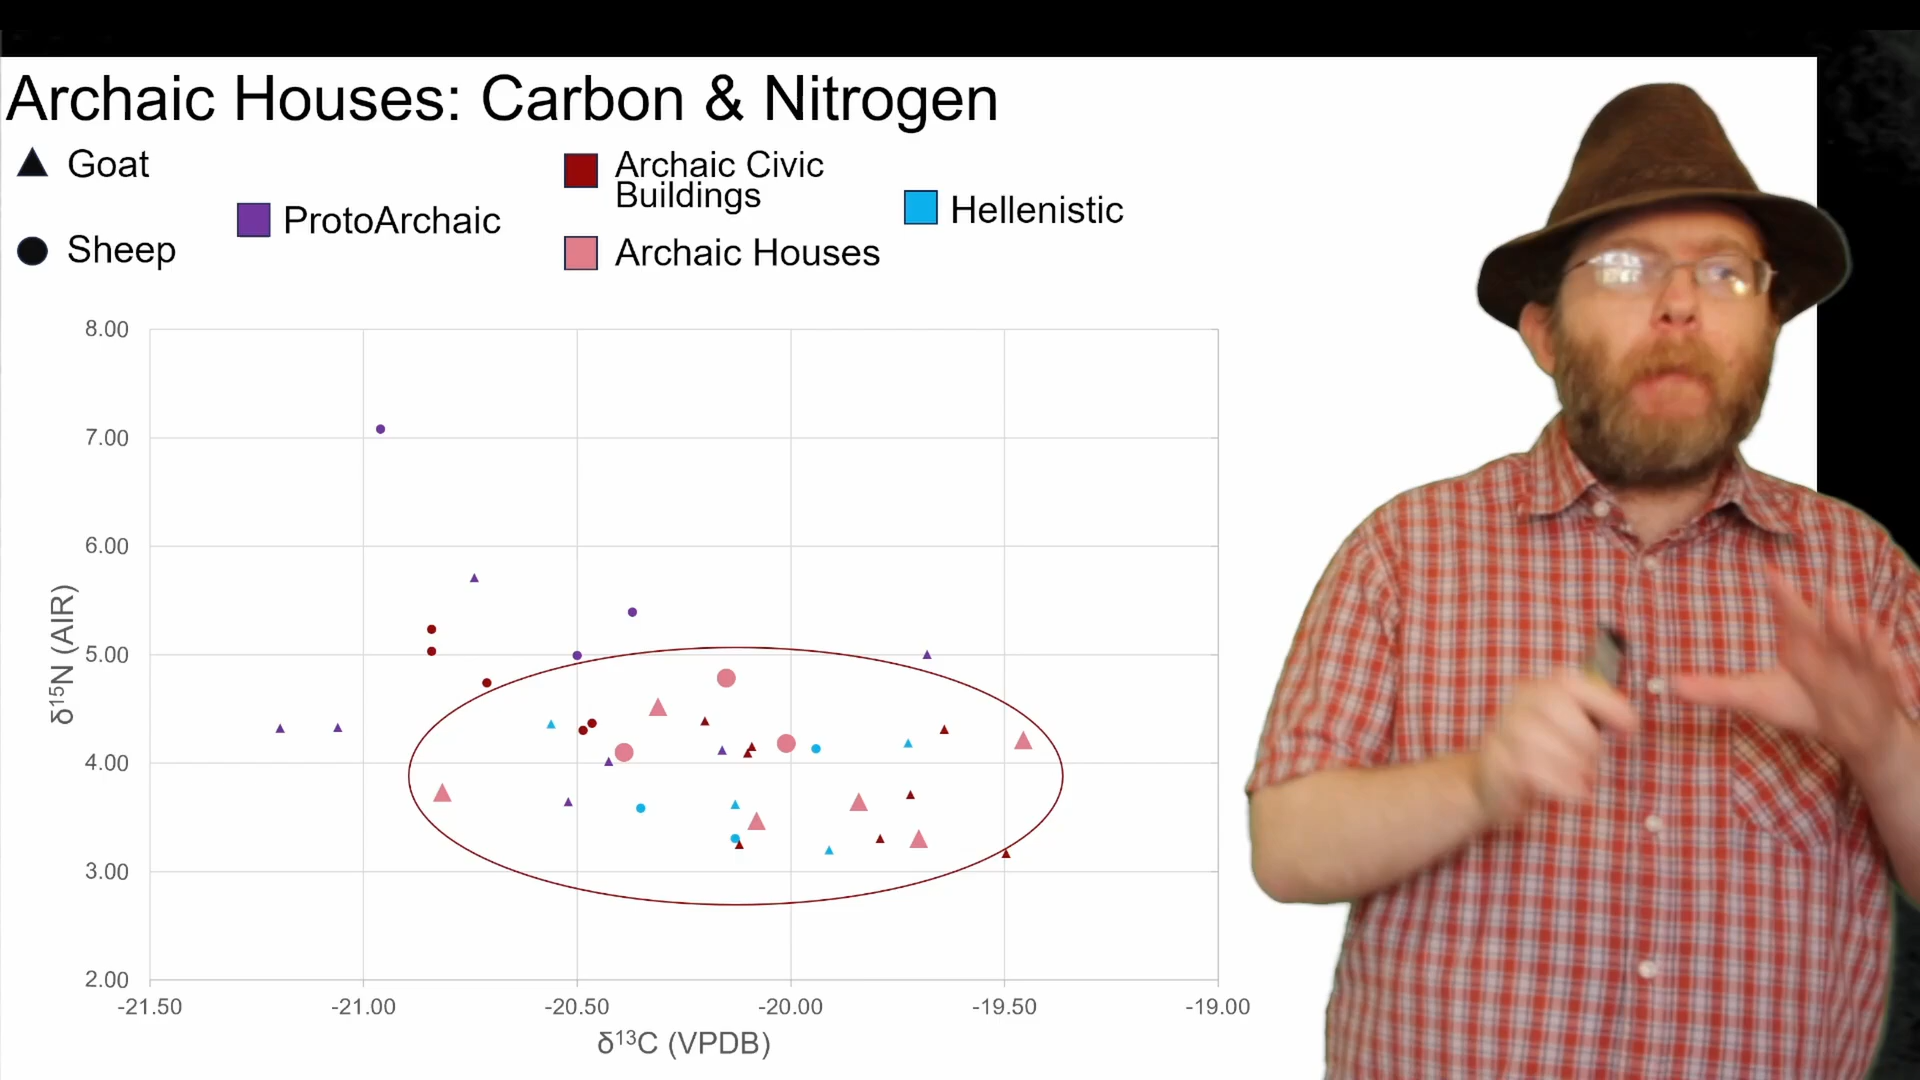 Archaic Houses: Carbon & Nitrogen
Goat
Sheep
ProtoArchaic
Archaic Civic
Buildings
Archaic Houses
Hellenistic
8.00
7.00
6.00
5.00
4.00
3.00
2.00
δ¹⁵N (AIR)
-21.50 -21.00 -20.50 -20.00 -19.50 -19.00
δ¹³C (VPDB)